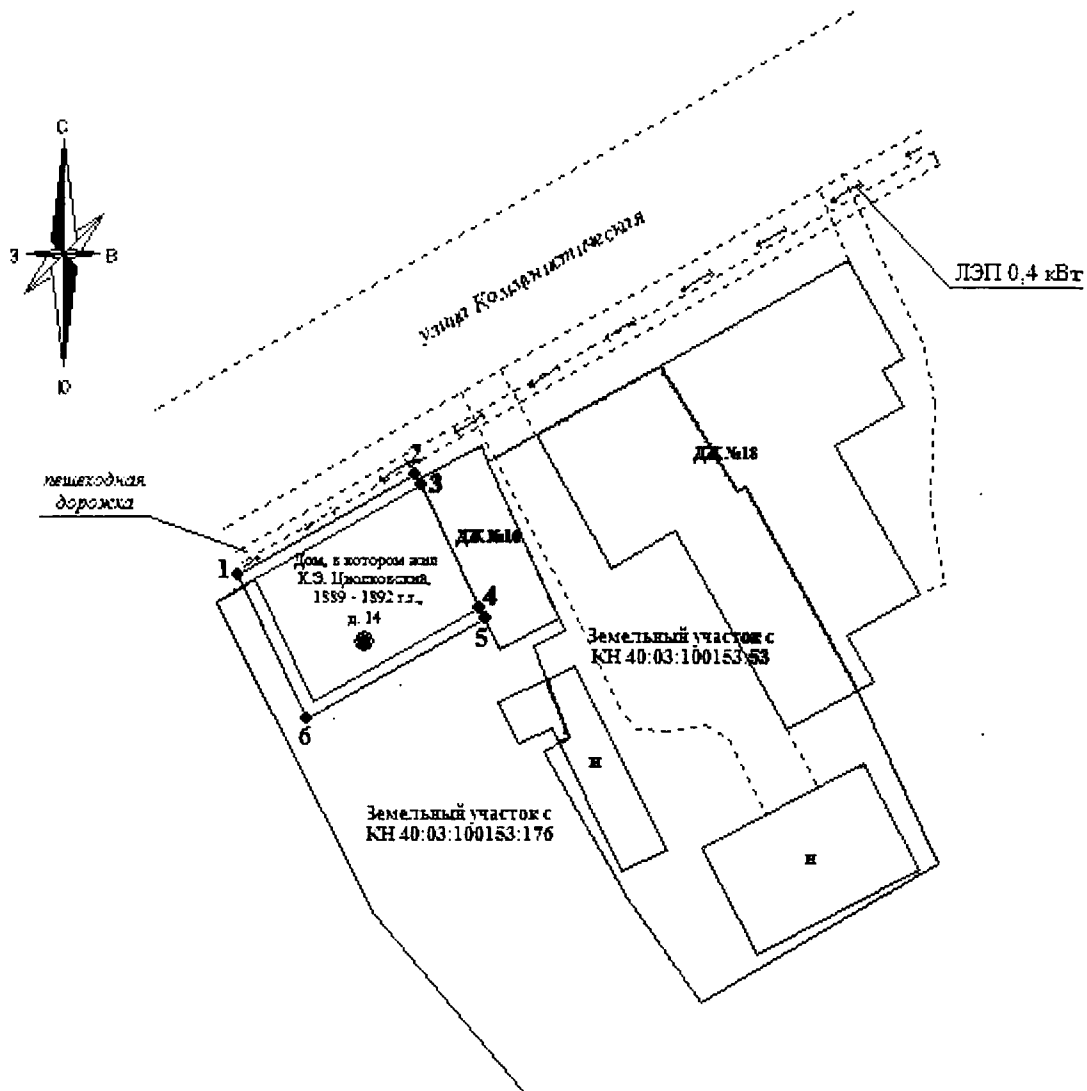 С
З
В
Ю
улица Коммунистическая
ЛЭП 0,4 кВт
пешеходная
дорожка
2
3
1
ДЖ №18
ДЖ №16
Дом, в котором жил
К.Э. Циолковский,
1889 - 1892 г.г.,
д. 14
4
5
6
Земельный участок с
КН 40:03:100153:53
н
Земельный участок с
КН 40:03:100153:176
н